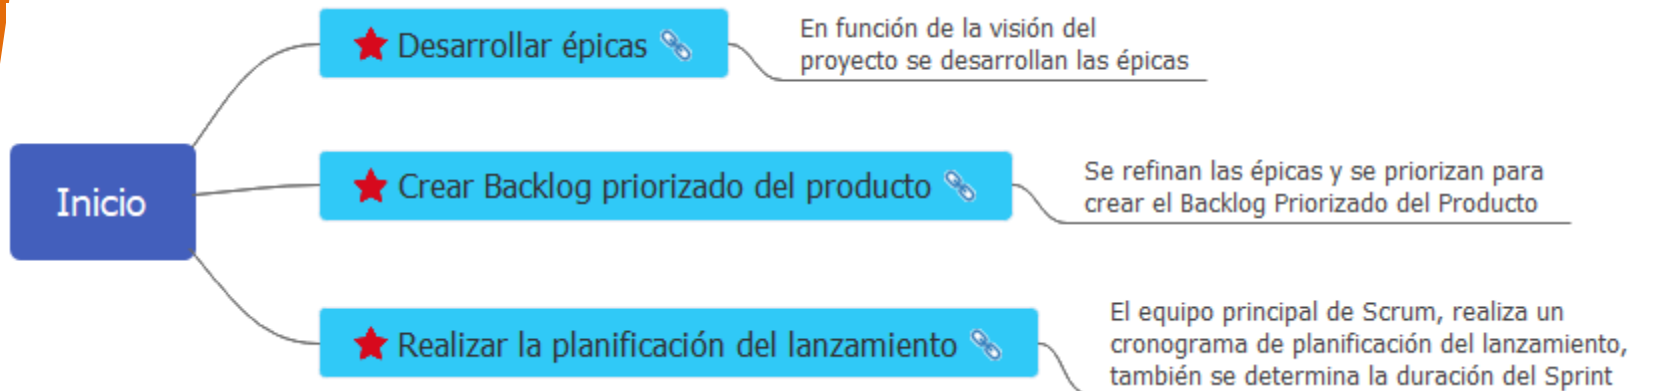 Inicio
Desarrollar épicas
En función de la visión del
proyecto se desarrollan las épicas
Crear Backlog priorizado del producto
Se refinan las épicas y se priorizan para
crear el Backlog Priorizado del Producto
Realizar la planificación del lanzamiento
El equipo principal de Scrum, realiza un
cronograma de planificación del lanzamiento,
también se determina la duración del Sprint